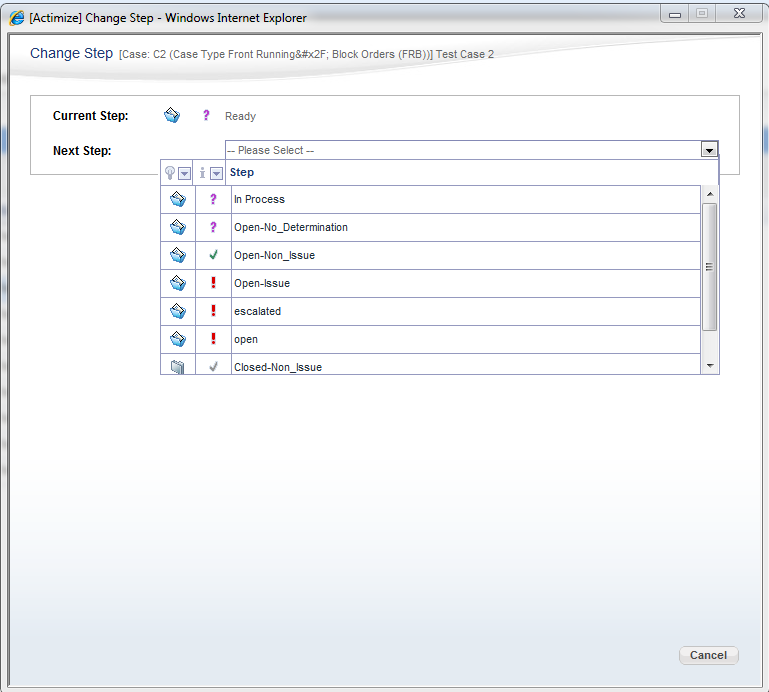 [Actimize] Change Step - Windows Internet Explorer
Change Step [Case: C2 (Case Type Front Running&#x2F; Block Orders (FRB))] Test Case 2
Current Step: ? Ready
Next Step: -- Please Select --
i Step
? In Process
? Open-No_Determination
Open-Non_Issue
! Open-Issue
! escalated
! open
Closed-Non_Issue
Cancel